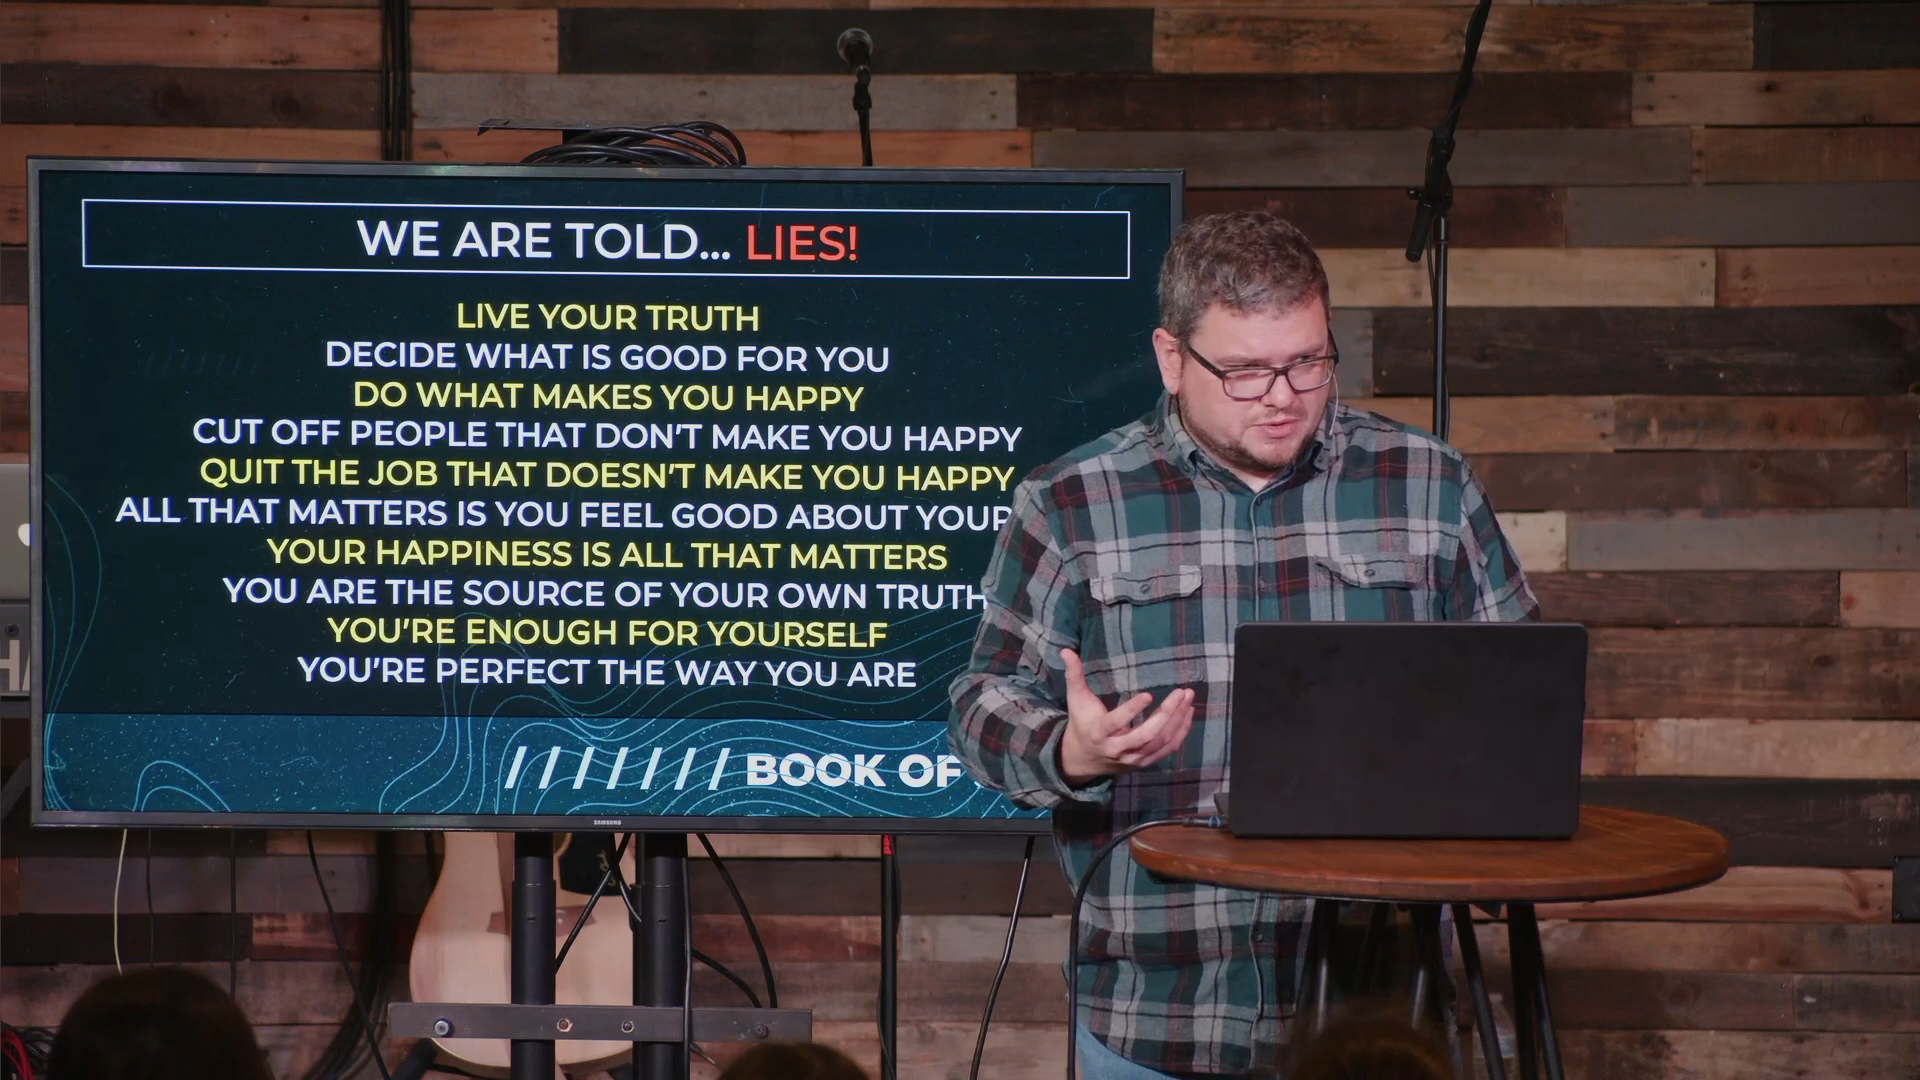 WE ARE TOLD... LIES!
LIVE YOUR TRUTH
DECIDE WHAT IS GOOD FOR YOU
DO WHAT MAKES YOU HAPPY
CUT OFF PEOPLE THAT DON'T MAKE YOU HAPPY
QUIT THE JOB THAT DOESN'T MAKE YOU HAPPY
ALL THAT MATTERS IS YOU FEEL GOOD ABOUT
YOUR HAPPINESS IS ALL THAT MATTERS
YOU ARE THE SOURCE OF YOUR OWN TRUTH
YOU'RE ENOUGH FOR YOURSELF
YOU'RE PERFECT THE WAY YOU ARE
/ / / / / / / BOOK OF
SAMSUNG